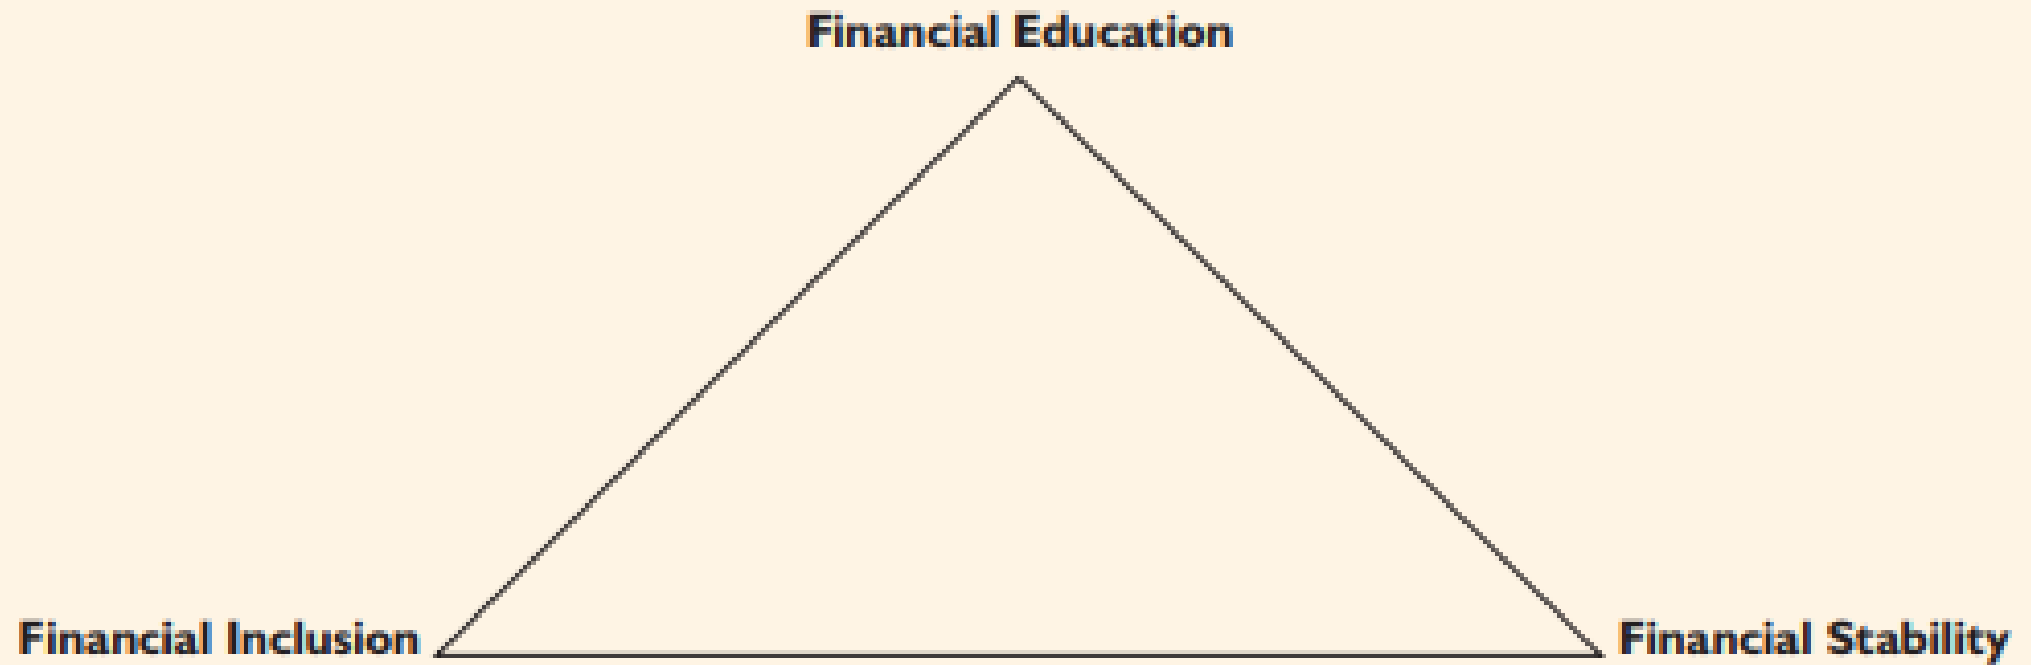 Financial Education
Financial Inclusion
Financial Stability